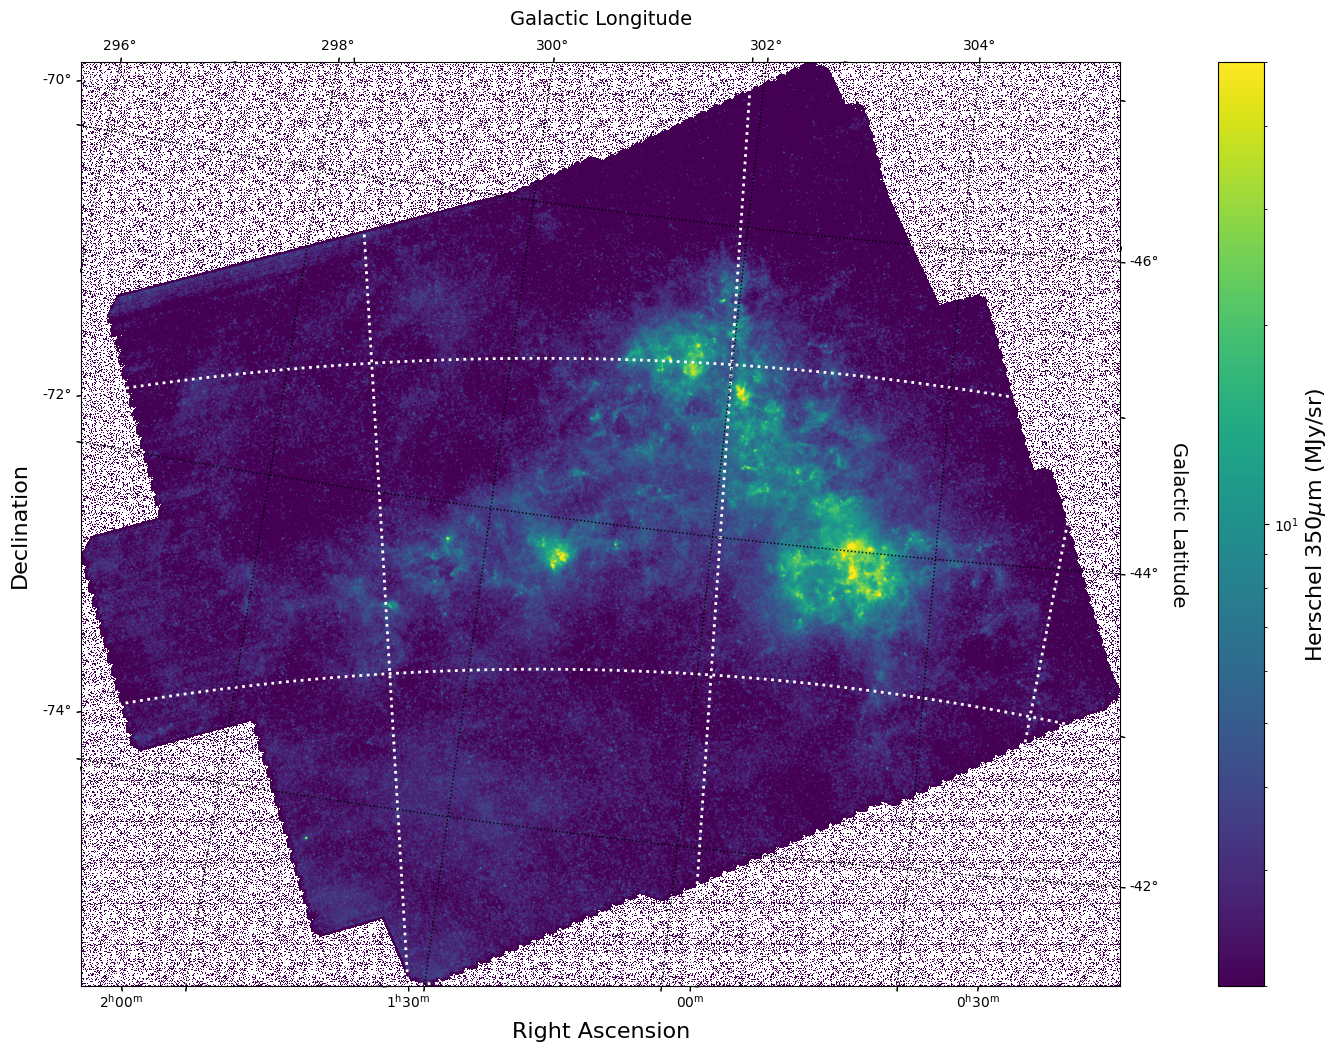 Galactic Longitude
296° 298° 300° 302° 304°
-70°
-46°
-72°
Galactic Latitude
10¹
Herschel 350μm (MJy/sr)
Declination
-44°
-74°
-42°
2ʰ00ᵐ 1ʰ30ᵐ 00ᵐ 0ʰ30ᵐ
Right Ascension